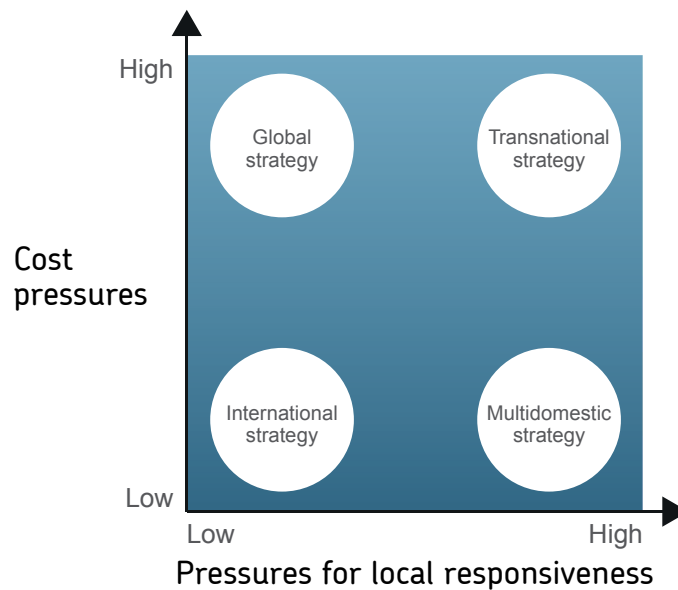 High
Global
strategy
Transnational
strategy
Cost
pressures
International
strategy
Multidomestic
strategy
Low
Low
High
Pressures for local responsiveness